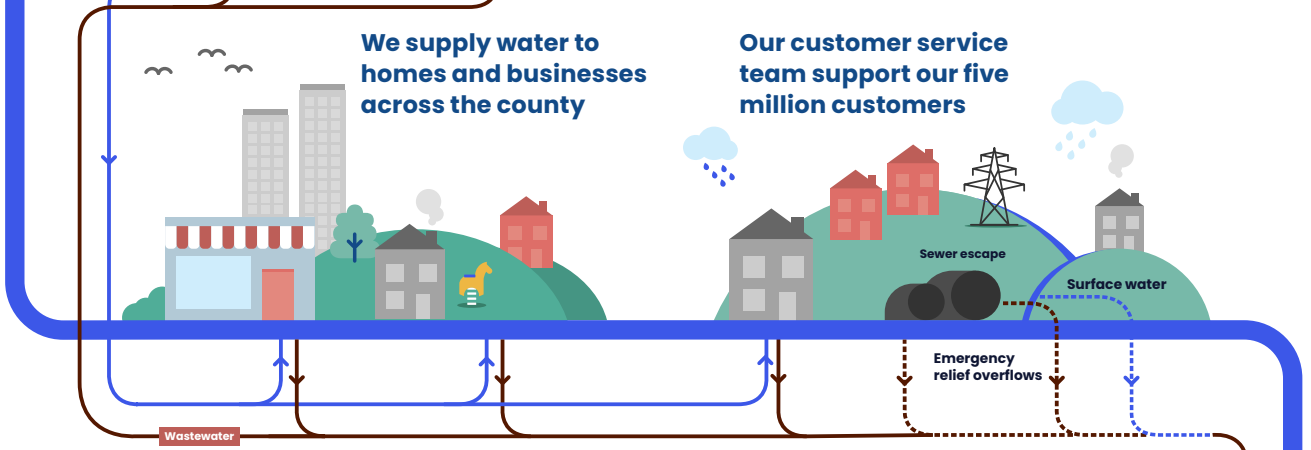 We supply water to
homes and businesses
across the county
Our customer service
team support our five
million customers
Sewer escape
Surface water
Emergency
relief overflows
Wastewater